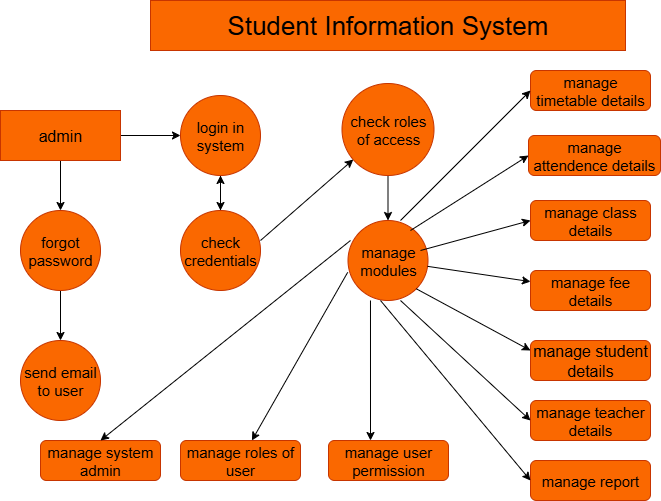 Student Information System
admin
login in
system
check roles
of access
manage
timetable details
manage
attendence details
manage class
details
forgot
password
check
credentials
manage
modules
manage fee
details
send email
to user
manage student
details
manage teacher
details
manage system
admin
manage roles of
user
manage user
permission
manage report